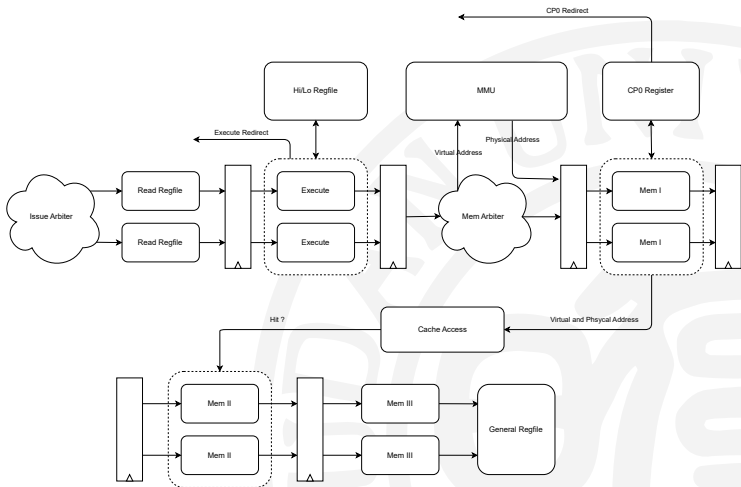 CP0 Redirect
Hi/Lo Regfile
MMU
CP0 Register
Execute Redirect
Virtual Address
Physical Address
Issue Arbiter
Read Regfile
Execute
Mem Arbiter
Mem I
Read Regfile
Execute
Mem I
Hit ?
Cache Access
Virtual and Phsycal Address
Mem II
Mem III
General Regfile
Mem II
Mem III